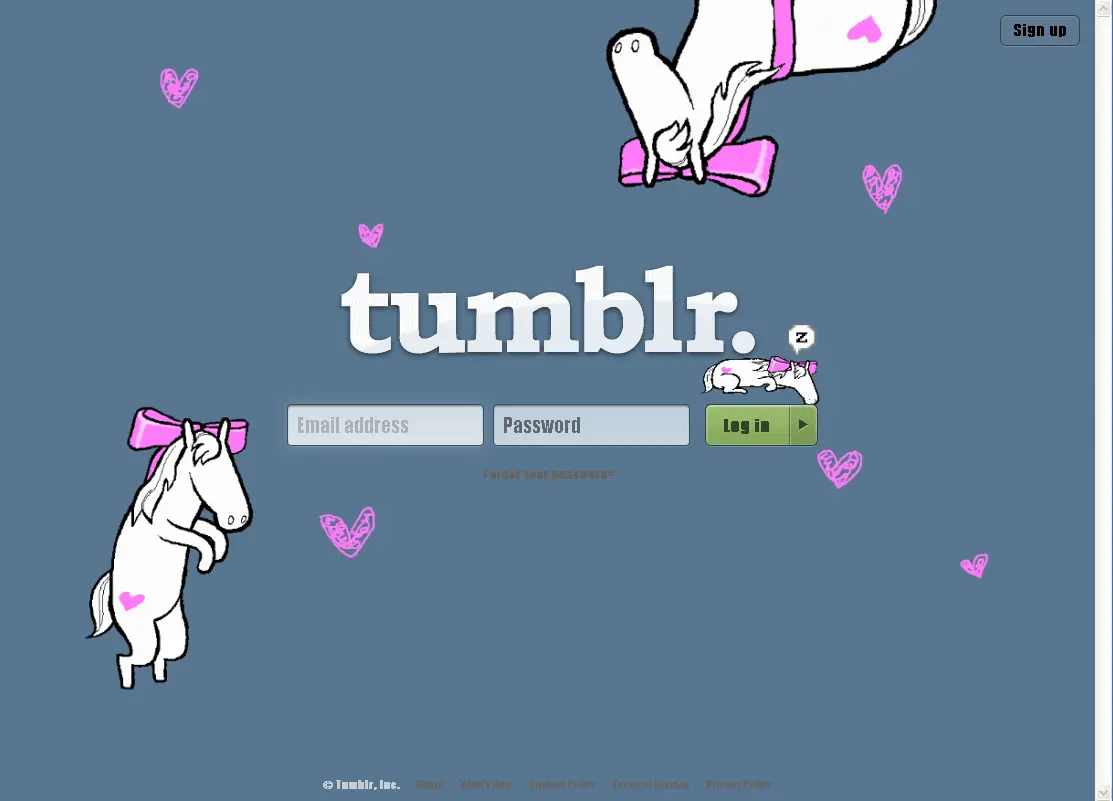 Sign up
tumblr.
z
Email address
Password
Log in
Forgot your password?
© Tumblr, Inc. About What's New Content Policy Terms of Service Privacy Policy